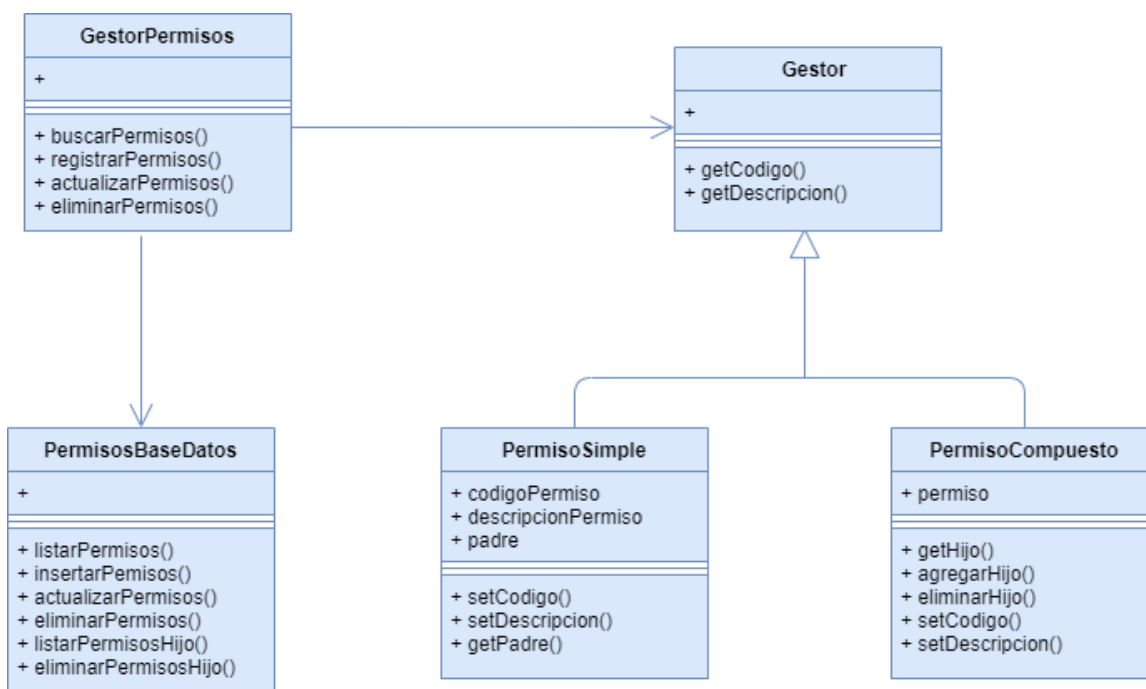 GestorPermisos
+
+ buscarPermisos()
+ registrarPermisos()
+ actualizarPermisos()
+ eliminarPermisos()
Gestor
+
+ getCodigo()
+ getDescripcion()
PermisosBaseDatos
+
+ listarPermisos()
+ insertarPemisos()
+ actualizarPermisos()
+ eliminarPermisos()
+ listarPermisosHijo()
+ eliminarPermisosHijo()
PermisoSimple
+ codigoPermiso
+ descripcionPermiso
+ padre
+ setCodigo()
+ setDescripcion()
+ getPadre()
PermisoCompuesto
+ permiso
+ getHijo()
+ agregarHijo()
+ eliminarHijo()
+ setCodigo()
+ setDescripcion()